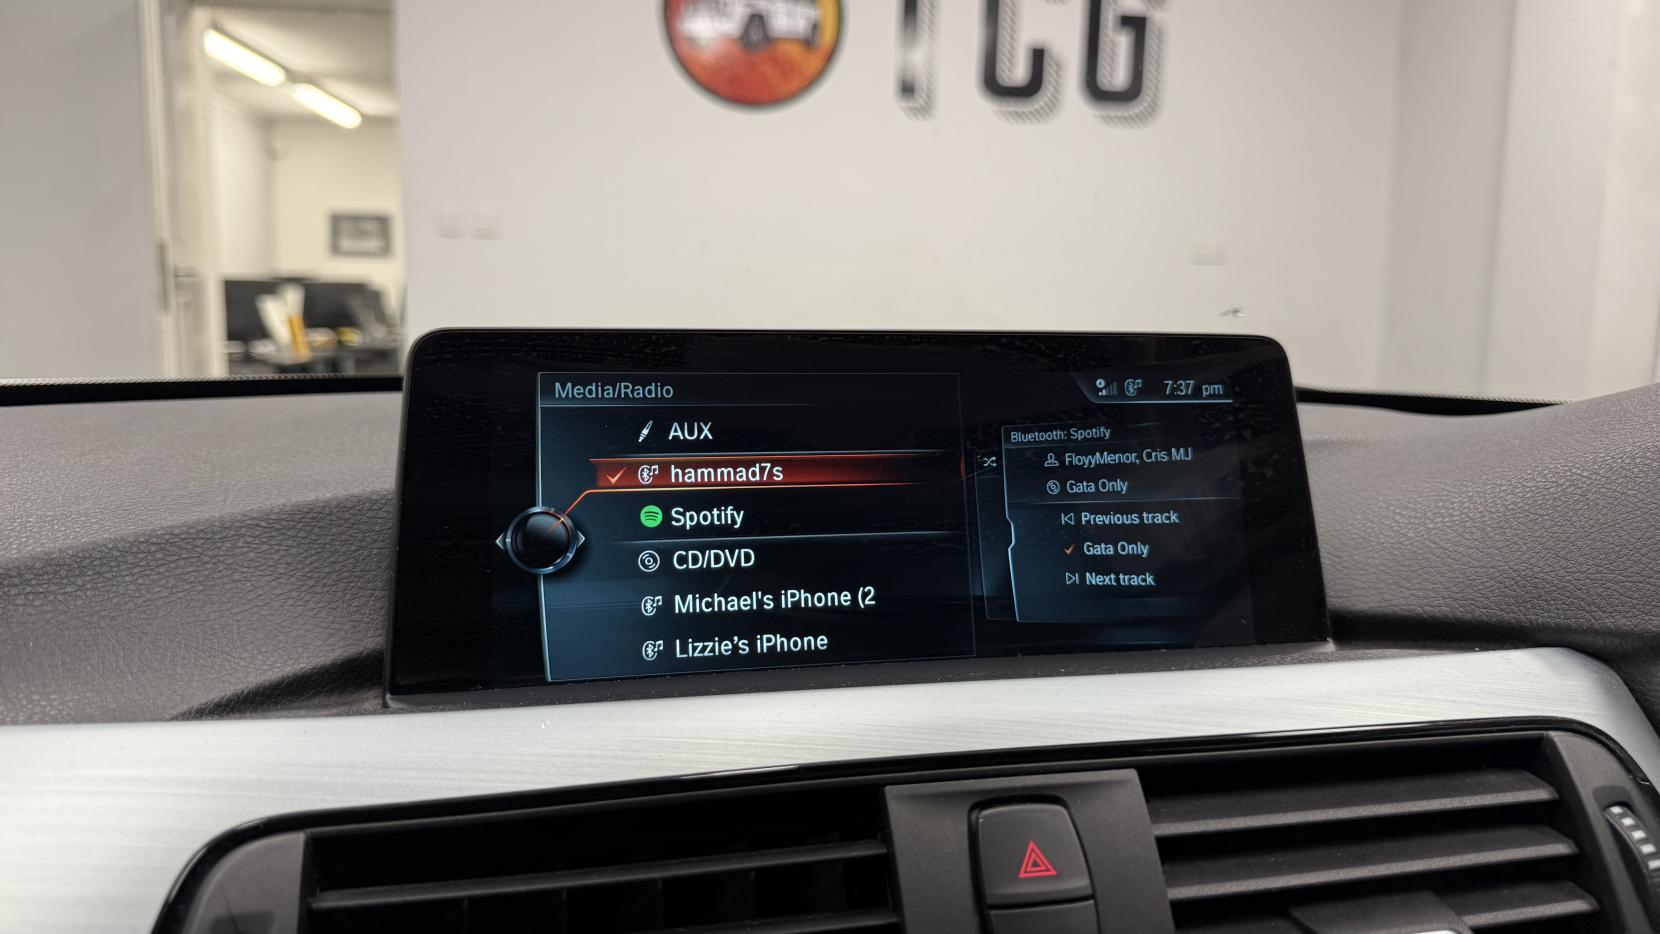 TCG
Media/Radio
7:37 pm
AUX
hammad7s
Spotify
CD/DVD
Michael's iPhone (2
Lizzie's iPhone
Bluetooth: Spotify
FloyyMenor, Cris MJ
Gata Only
Previous track
Gata Only
Next track